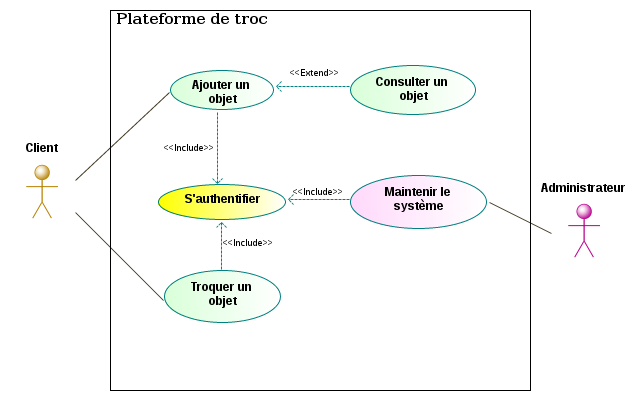 Plateforme de troc
<<Extend>>
Ajouter un
objet
Consulter un
objet
Client
<<Include>>
S'authentifier
<<Include>>
Maintenir le
système
Administrateur
<<Include>>
Troquer un
objet